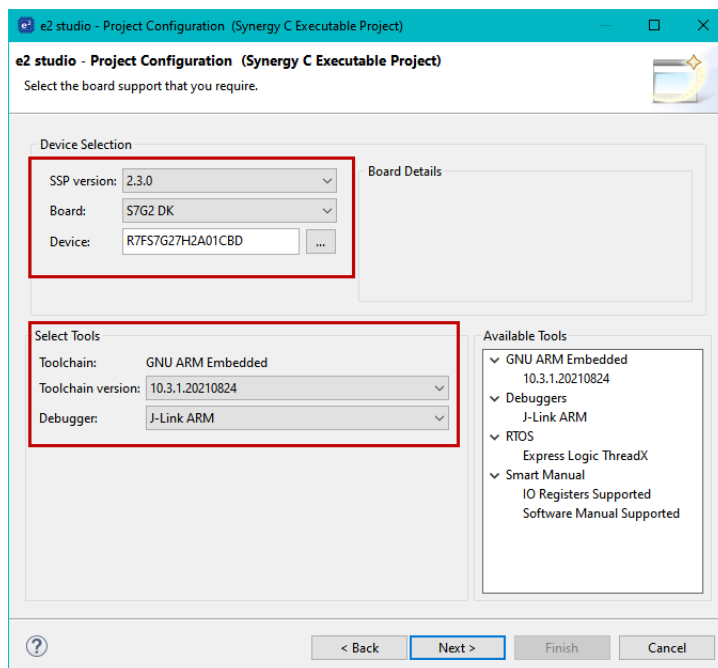 e2 studio - Project Configuration (Synergy C Executable Project)
e2 studio - Project Configuration (Synergy C Executable Project)
Select the board support that you require.
Device Selection
SSP version: 2.3.0
Board: S7G2 DK
Device: R7FS7G27H2A01CBD ...
Board Details
Select Tools
Toolchain: GNU ARM Embedded
Toolchain version: 10.3.1.20210824
Debugger: J-Link ARM
Available Tools
GNU ARM Embedded
10.3.1.20210824
Debuggers
J-Link ARM
RTOS
Express Logic ThreadX
Smart Manual
IO Registers Supported
Software Manual Supported
? < Back Next > Finish Cancel